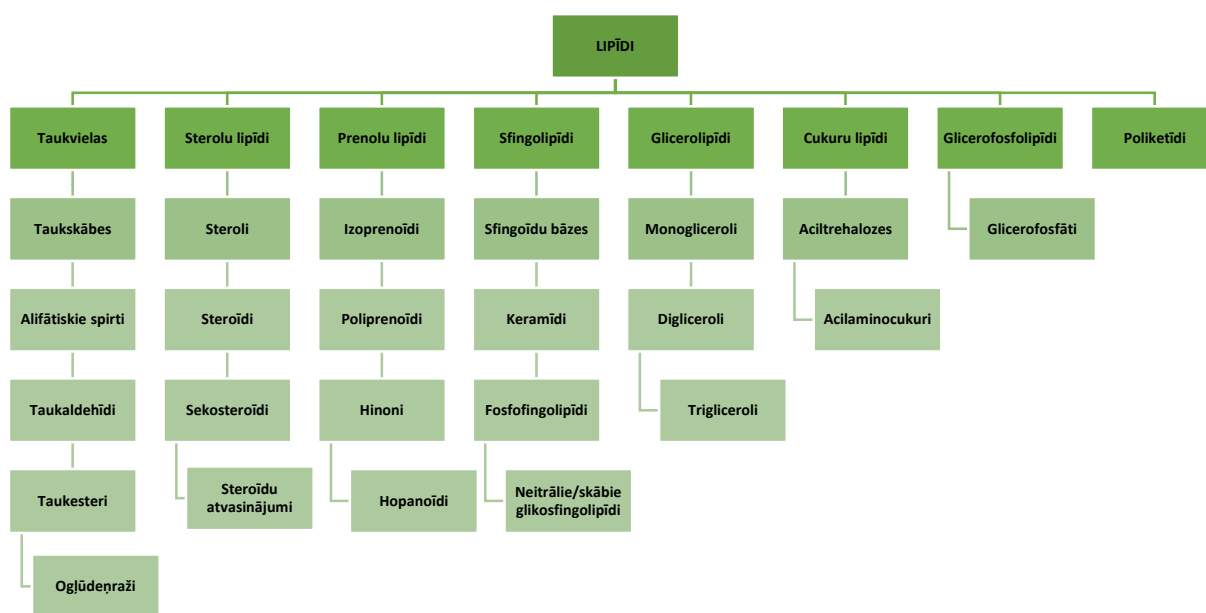 LIPĪDI
Taukvielas
Sterolu lipīdi
Prenolu lipīdi
Sfingolipīdi
Glicerolipīdi
Cukuru lipīdi
Glicerofosfolipīdi
Poliketīdi
Taukskābes
Steroli
Izoprenoīdi
Sfingoīdu bāzes
Monogliceroli
Aciltrehalozes
Glicerofosfāti
Alifātiskie spirti
Steroīdi
Poliprenoīdi
Keramīdi
Digliceroli
Acilaminocukuri
Taukaldehīdi
Sekosteroīdi
Hinoni
Fosfofingolipīdi
Trigliceroli
Taukesteri
Steroīdu
atvasinājumi
Hopanoīdi
Neitrālie/skābie
glikosfingolipīdi
Ogļūdeņraži